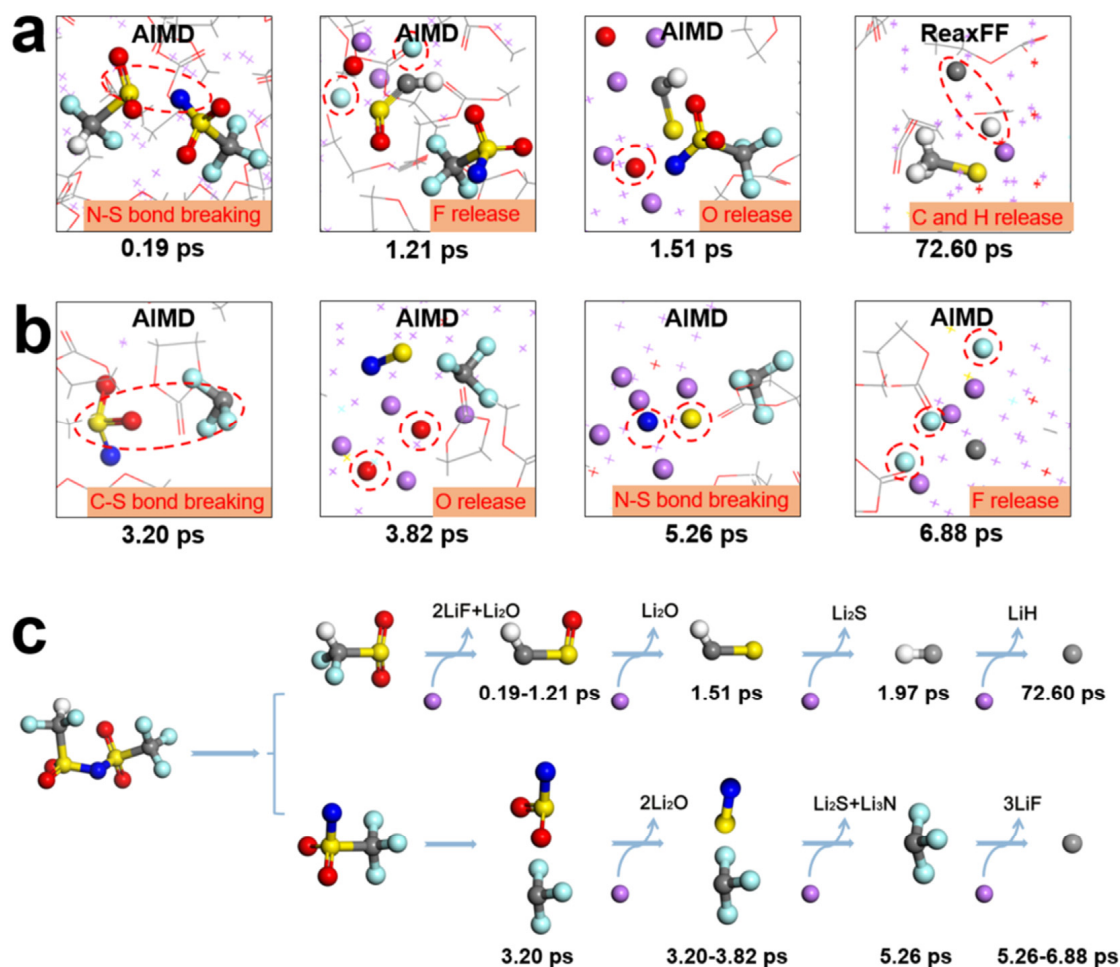 a
AIMD
N-S bond breaking
0.19 ps
AIMD
F release
1.21 ps
AIMD
O release
1.51 ps
ReaxFF
C and H release
72.60 ps
b
AIMD
C-S bond breaking
3.20 ps
AIMD
O release
3.82 ps
AIMD
N-S bond breaking
5.26 ps
AIMD
F release
6.88 ps
c
2LiF+Li₂O
Li₂O
Li₂S
LiH
0.19-1.21 ps
1.51 ps
1.97 ps
72.60 ps
2Li₂O
Li₂S+Li₃N
3LiF
3.20 ps
3.20-3.82 ps
5.26 ps
5.26-6.88 ps